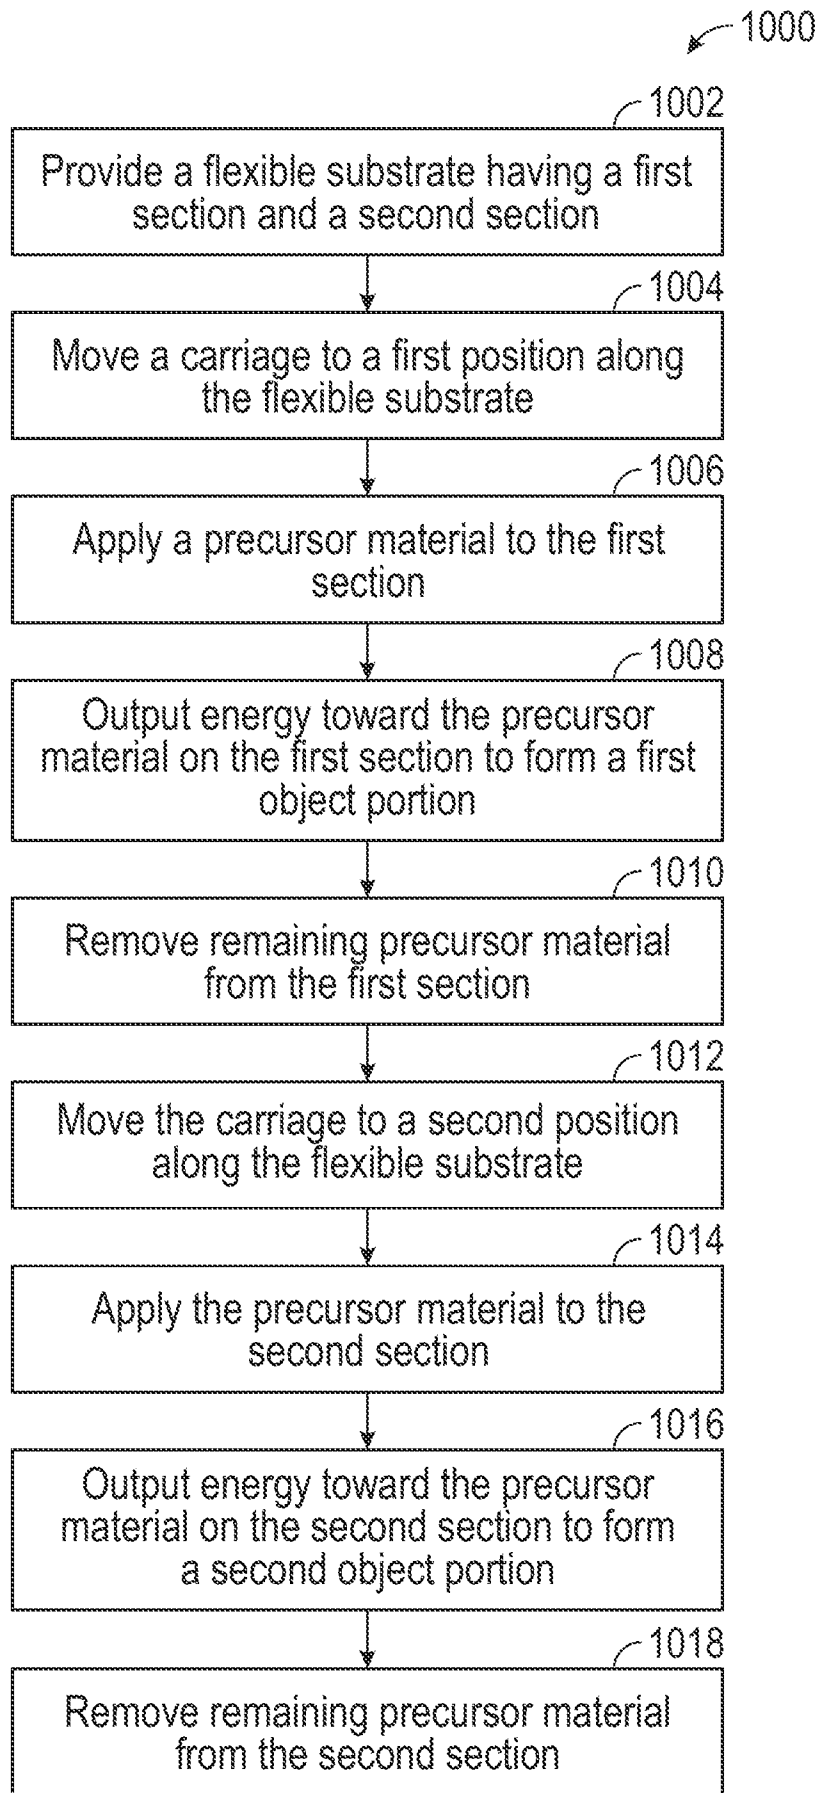 1000
1002
Provide a flexible substrate having a first
section and a second section
1004
Move a carriage to a first position along
the flexible substrate
1006
Apply a precursor material to the first
section
1008
Output energy toward the precursor
material on the first section to form a first
object portion
1010
Remove remaining precursor material
from the first section
1012
Move the carriage to a second position
along the flexible substrate
1014
Apply the precursor material to the
second section
1016
Output energy toward the precursor
material on the second section to form
a second object portion
1018
Remove remaining precursor material
from the second section